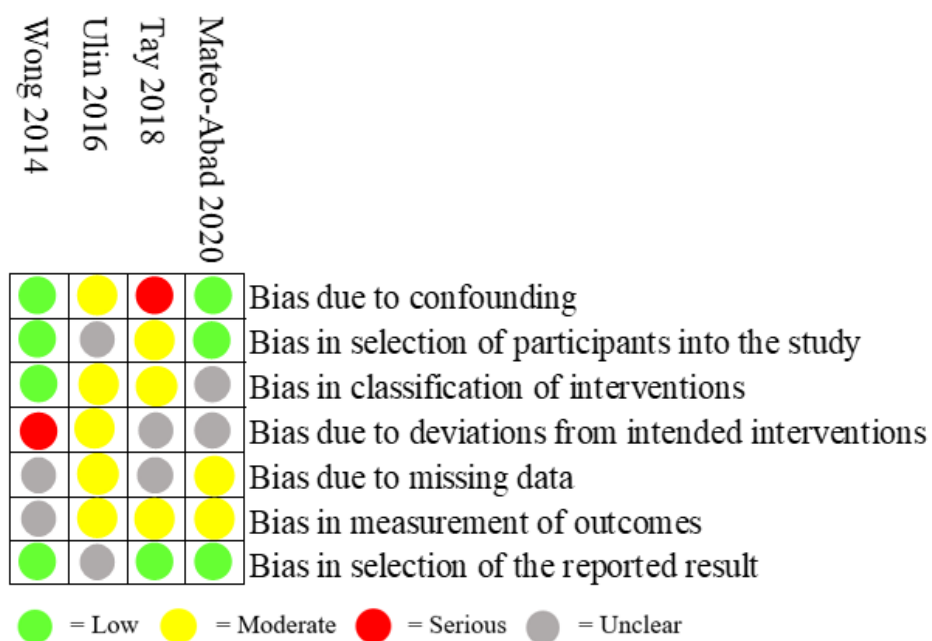 Wong 2014
Ulin 2016
Tay 2018
Mateo-Abad 2020
Bias due to confounding
Bias in selection of participants into the study
Bias in classification of interventions
Bias due to deviations from intended interventions
Bias due to missing data
Bias in measurement of outcomes
Bias in selection of the reported result
= Low = Moderate = Serious = Unclear